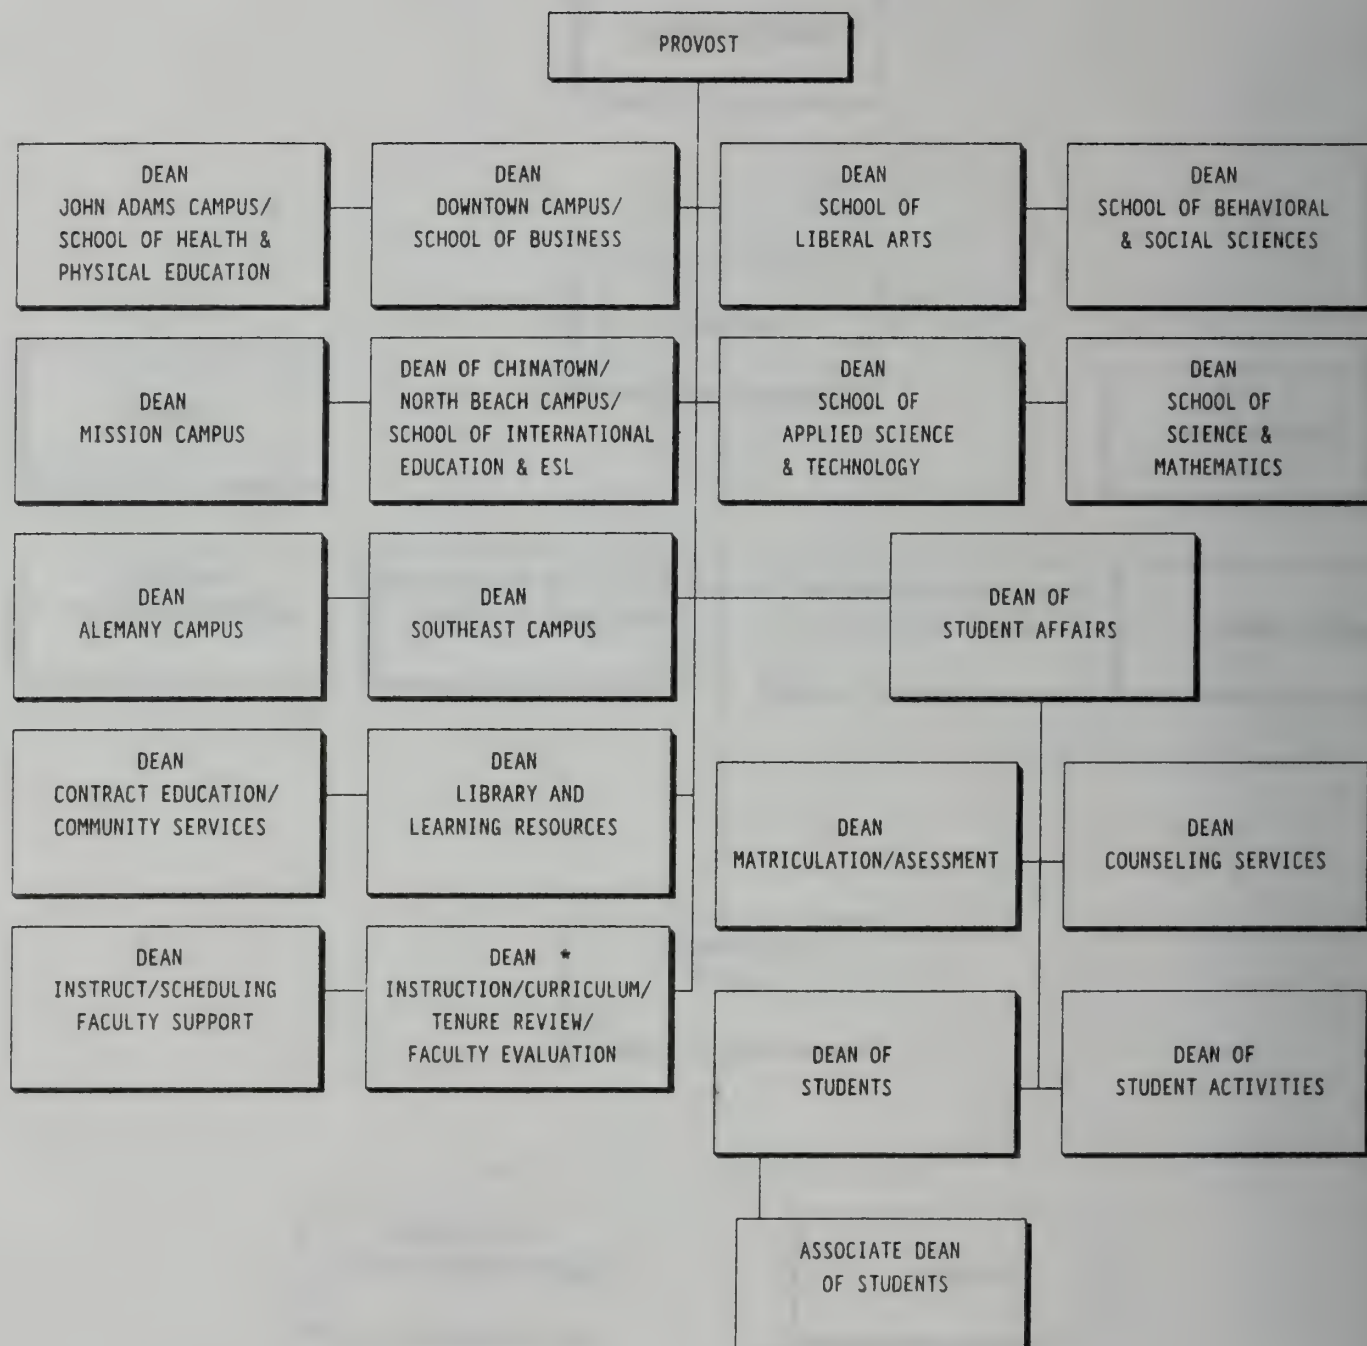 PROVOST
DEAN
JOHN ADAMS CAMPUS/
SCHOOL OF HEALTH &
PHYSICAL EDUCATION
DEAN
DOWNTOWN CAMPUS/
SCHOOL OF BUSINESS
DEAN
SCHOOL OF
LIBERAL ARTS
DEAN
SCHOOL OF BEHAVIORAL
& SOCIAL SCIENCES
DEAN
MISSION CAMPUS
DEAN OF CHINATOWN/
NORTH BEACH CAMPUS/
SCHOOL OF INTERNATIONAL
EDUCATION & ESL
DEAN
SCHOOL OF
APPLIED SCIENCE
& TECHNOLOGY
DEAN
SCHOOL OF
SCIENCE &
MATHEMATICS
DEAN
ALEMANY CAMPUS
DEAN
SOUTHEAST CAMPUS
DEAN OF
STUDENT AFFAIRS
DEAN
CONTRACT EDUCATION/
COMMUNITY SERVICES
DEAN
LIBRARY AND
LEARNING RESOURCES
DEAN
MATRICULATION/ASESSMENT
DEAN
COUNSELING SERVICES
DEAN
INSTRUCT/SCHEDULING
FACULTY SUPPORT
DEAN *
INSTRUCTION/CURRICULUM/
TENURE REVIEW/
FACULTY EVALUATION
DEAN OF
STUDENTS
DEAN OF
STUDENT ACTIVITIES
ASSOCIATE DEAN
OF STUDENTS